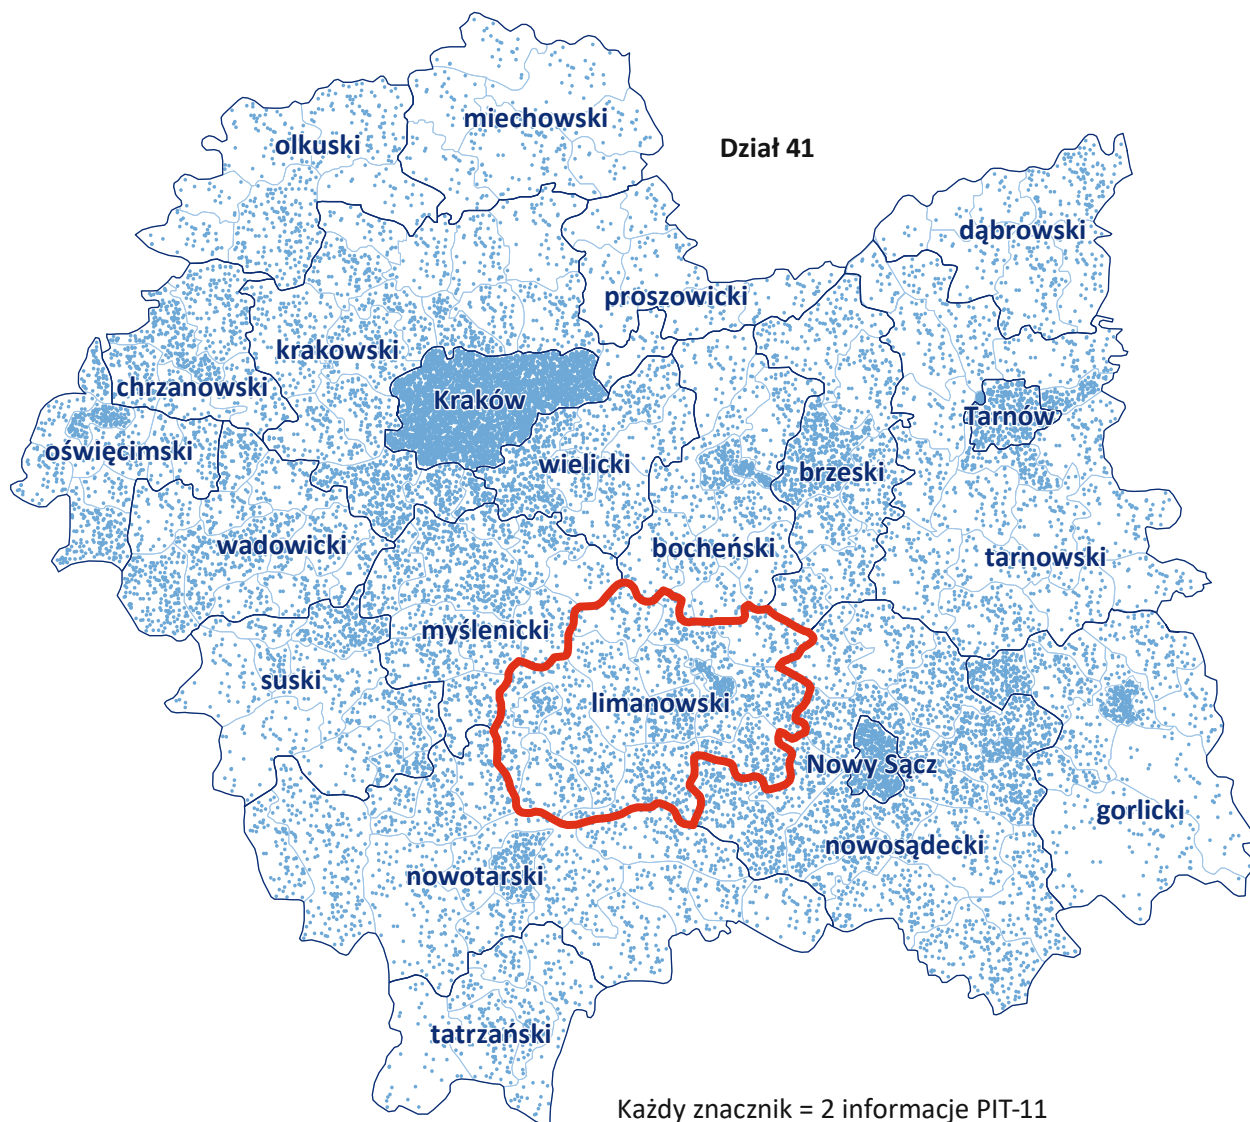 miechowski
olkuski
Dział 41
dąbrowski
proszowicki
krakowski
chrzanowski
Kraków
Tarnów
oświęcimski
wielicki
brzeski
wadowicki
bocheński
tarnowski
myślenicki
suski
limanowski
Nowy Sącz
gorlicki
nowosądecki
nowotarski
tatrzański
Każdy znacznik = 2 informacje PIT-11